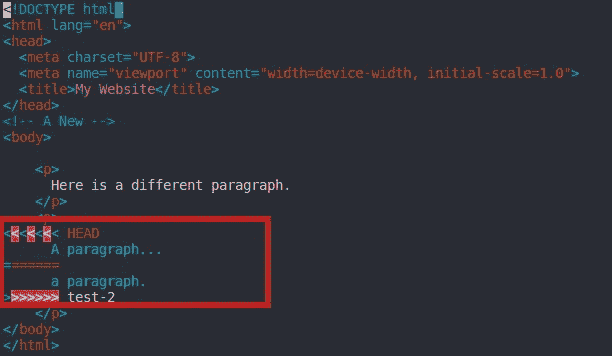 <!DOCTYPE html>
<html lang="en">
<head>
<meta charset="UTF-8">
<meta name="viewport" content="width=device-width, initial-scale=1.0">
<title>My Website</title>
</head>
<!-- A New -->
<body>
<p>
Here is a different paragraph.
</p>
<p>
<<<<<<< HEAD
A paragraph...
=======
a paragraph.
>>>>>>> test-2
</p>
</body>
</html>